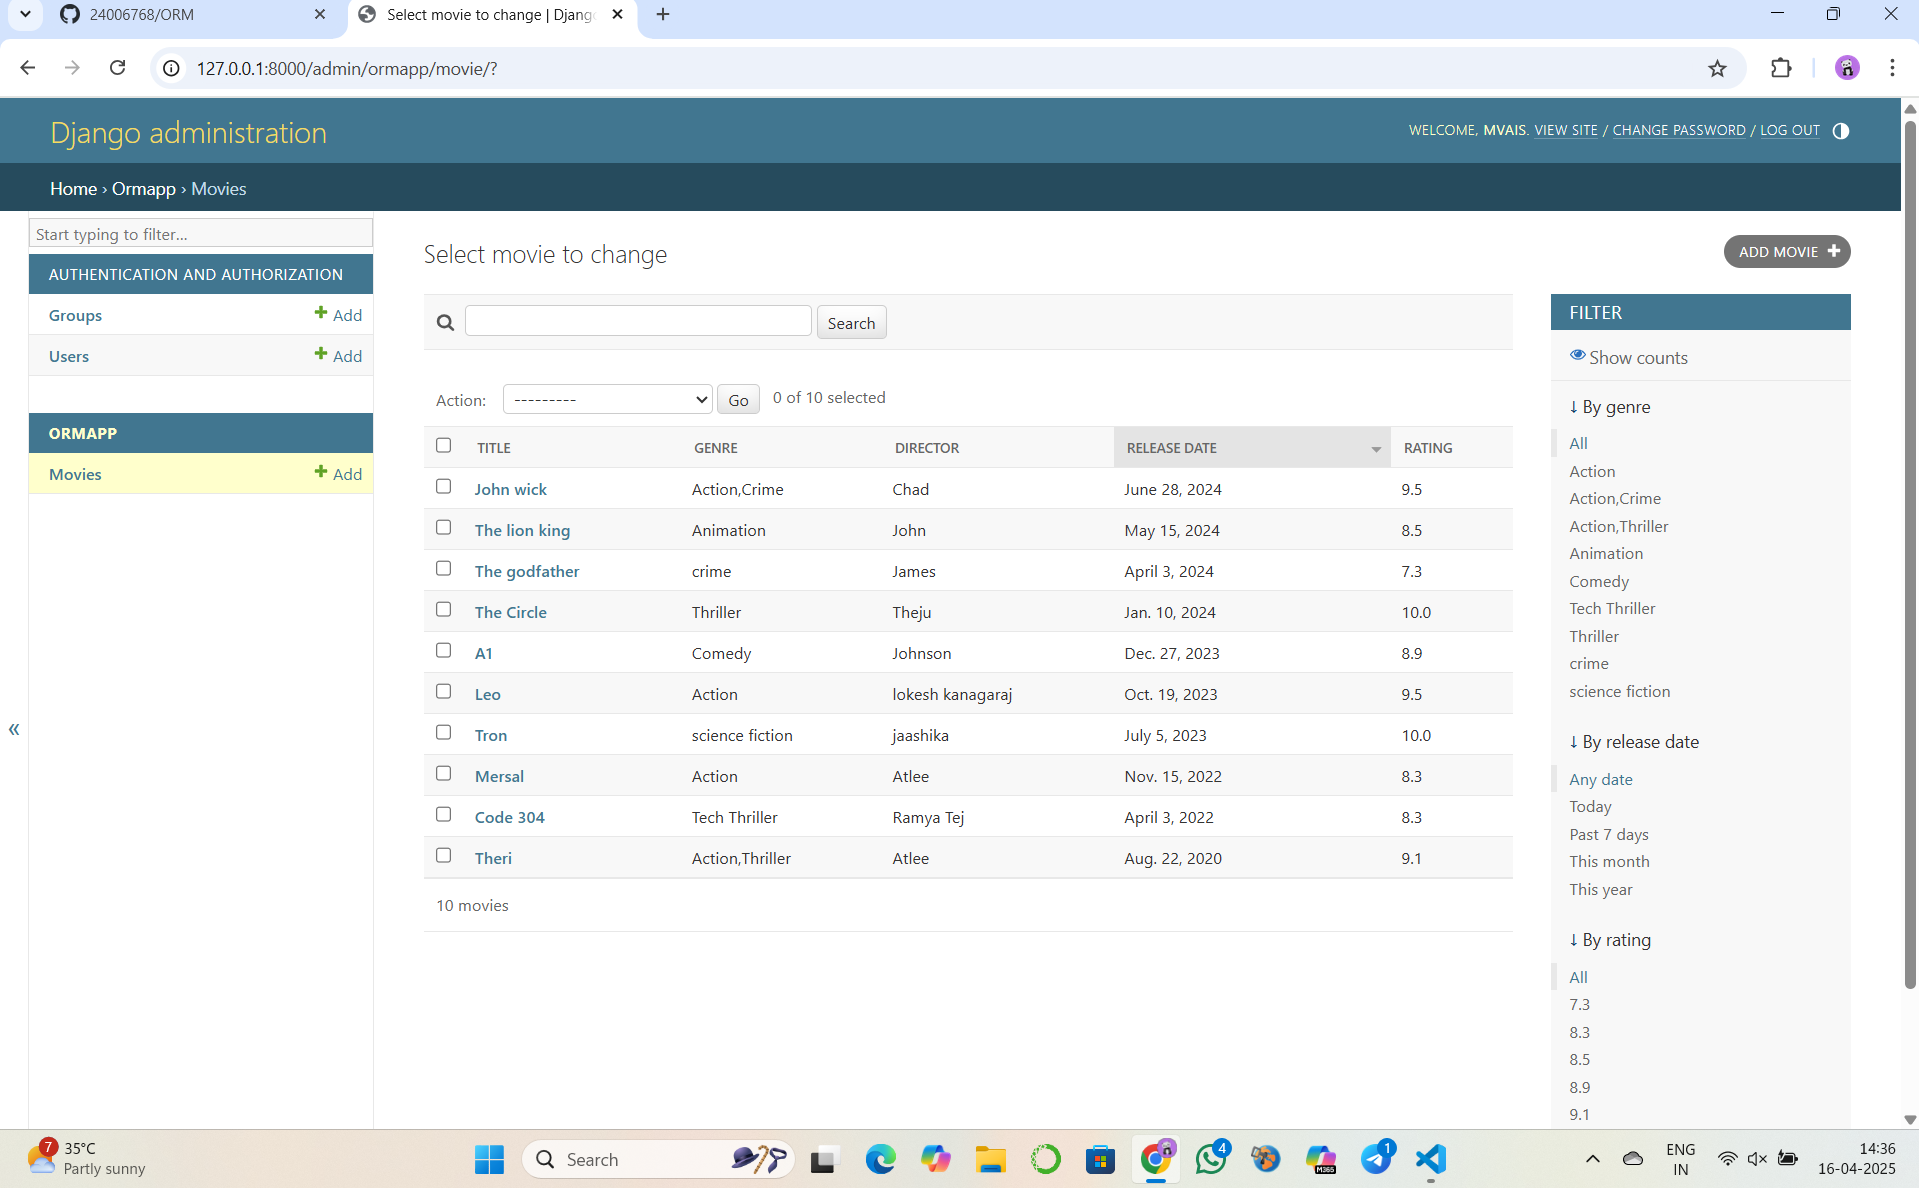 24006768/ORM
Select movie to change | Djang
127.0.0.1:8000/admin/ormapp/movie/?
Django administration
WELCOME, MVAIS. VIEW SITE / CHANGE PASSWORD / LOG OUT
Home › Ormapp › Movies
Start typing to filter...
AUTHENTICATION AND AUTHORIZATION
Groups + Add
Users + Add
ORMAPP
Movies + Add
«
Select movie to change
ADD MOVIE +
Search
Action: --------- Go 0 of 10 selected
TITLE GENRE DIRECTOR RELEASE DATE RATING
John wick Action,Crime Chad June 28, 2024 9.5
The lion king Animation John May 15, 2024 8.5
The godfather crime James April 3, 2024 7.3
The Circle Thriller Theju Jan. 10, 2024 10.0
A1 Comedy Johnson Dec. 27, 2023 8.9
Leo Action lokesh kanagaraj Oct. 19, 2023 9.5
Tron science fiction jaashika July 5, 2023 10.0
Mersal Action Atlee Nov. 15, 2022 8.3
Code 304 Tech Thriller Ramya Tej April 3, 2022 8.3
Theri Action,Thriller Atlee Aug. 22, 2020 9.1
10 movies
FILTER
Show counts
↓ By genre
All
Action
Action,Crime
Action,Thriller
Animation
Comedy
Tech Thriller
Thriller
crime
science fiction
↓ By release date
Any date
Today
Past 7 days
This month
This year
↓ By rating
All
7.3
8.3
8.5
8.9
9.1
7
35°C
Partly sunny
Search
4
M365
1
ENG
IN
14:36
16-04-2025